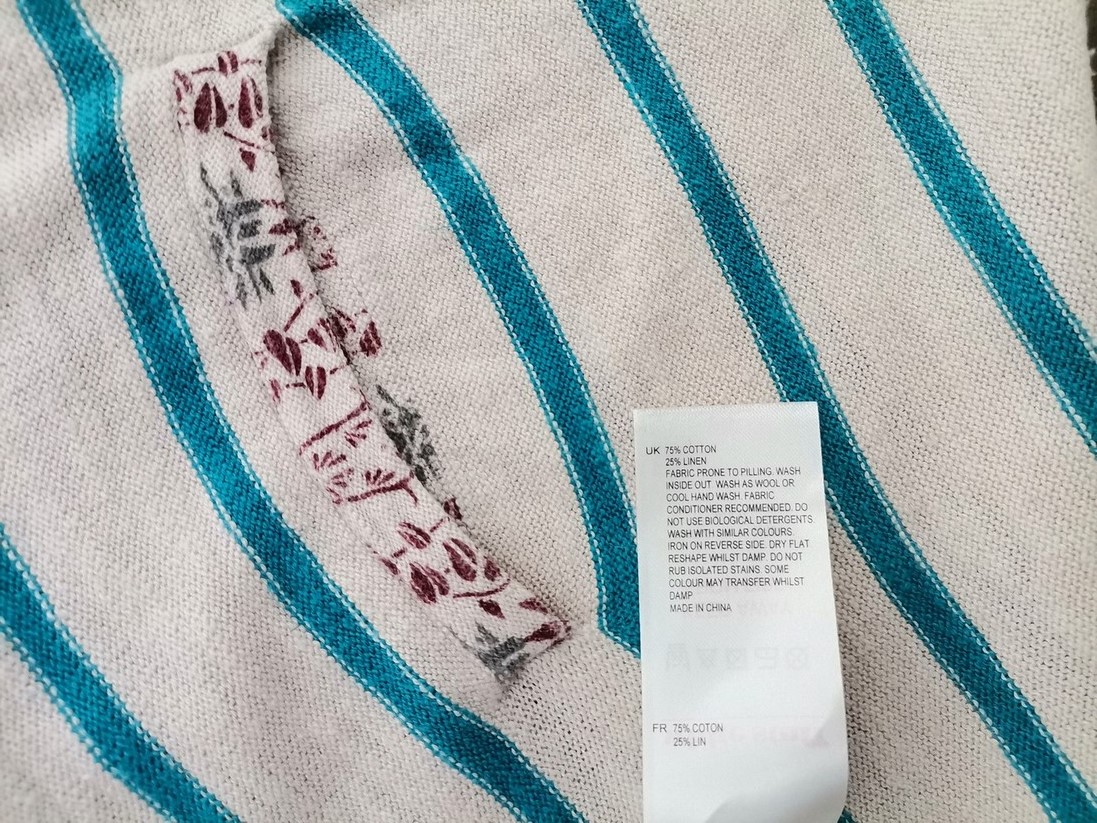 UK 75% COTTON
25% LINEN
FABRIC PRONE TO PILLING. WASH
INSIDE OUT. WASH AS WOOL OR
COOL HAND WASH. FABRIC
CONDITIONER RECOMMENDED. DO
NOT USE BIOLOGICAL DETERGENTS.
WASH WITH SIMILAR COLOURS.
IRON ON REVERSE SIDE. DRY FLAT.
RESHAPE WHILST DAMP. DO NOT
RUB ISOLATED STAINS. SOME
COLOUR MAY TRANSFER WHILST
DAMP
MADE IN CHINA
FR 75% COTON
25% LIN